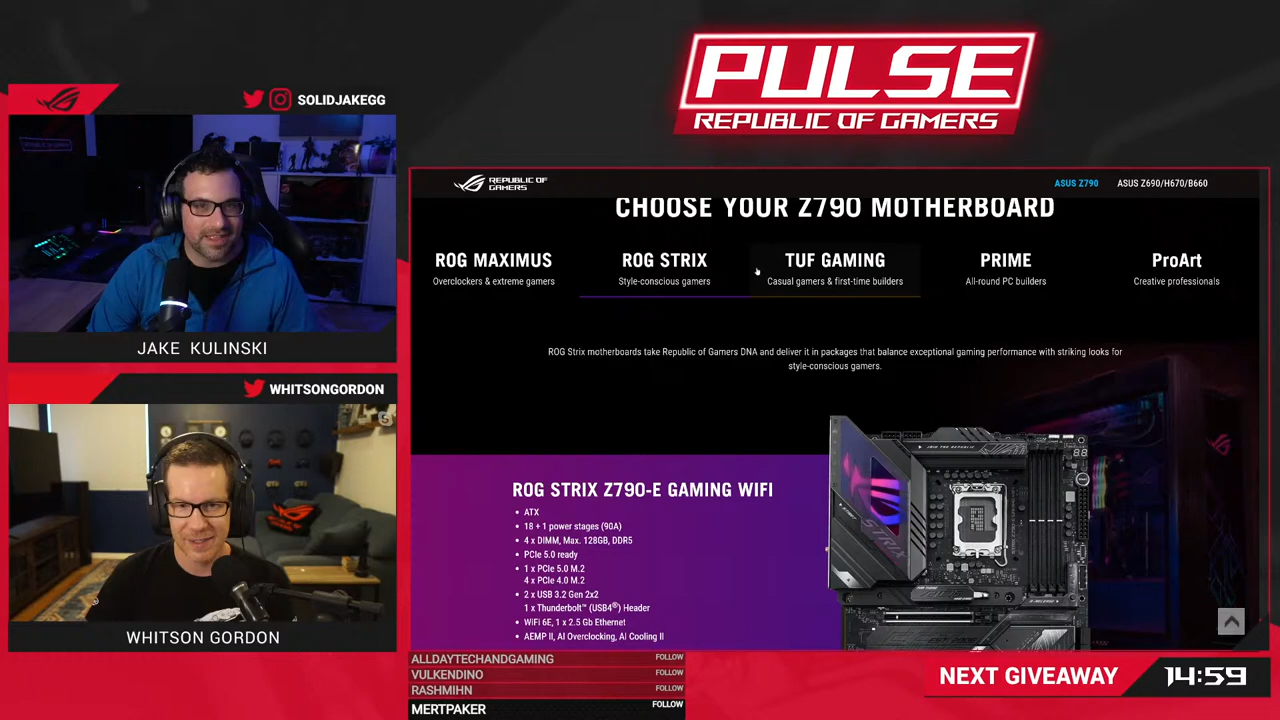 PULSE
REPUBLIC OF GAMERS
SOLIDJAKEGG
JAKE KULINSKI
WHITSONGORDON
WHITSON GORDON
REPUBLIC OF
GAMERS
ASUS Z790
ASUS Z690/H670/B660
CHOOSE YOUR Z790 MOTHERBOARD
ROG MAXIMUS
Overclockers & extreme gamers
ROG STRIX
Style-conscious gamers
TUF GAMING
Casual gamers & first-time builders
PRIME
All-round PC builders
ProArt
Creative professionals
ROG Strix motherboards take Republic of Gamers DNA and deliver it in packages that balance exceptional gaming performance with striking looks for
style-conscious gamers.
ROG STRIX Z790-E GAMING WIFI
• ATX
• 18 + 1 power stages (90A)
• 4 x DIMM, Max. 128GB, DDR5
• PCIe 5.0 ready
• 1 x PCIe 5.0 M.2
4 x PCIe 4.0 M.2
• 2 x USB 3.2 Gen 2x2
1 x Thunderbolt™ (USB4®) Header
• WiFi 6E, 1 x 2.5 Gb Ethernet
• AEMP II, AI Overclocking, AI Cooling II
ALLDAYTECHANDGAMING FOLLOW
VULKENDINO FOLLOW
RASHMIHN FOLLOW
MERTPAKER FOLLOW
NEXT GIVEAWAY 14:59